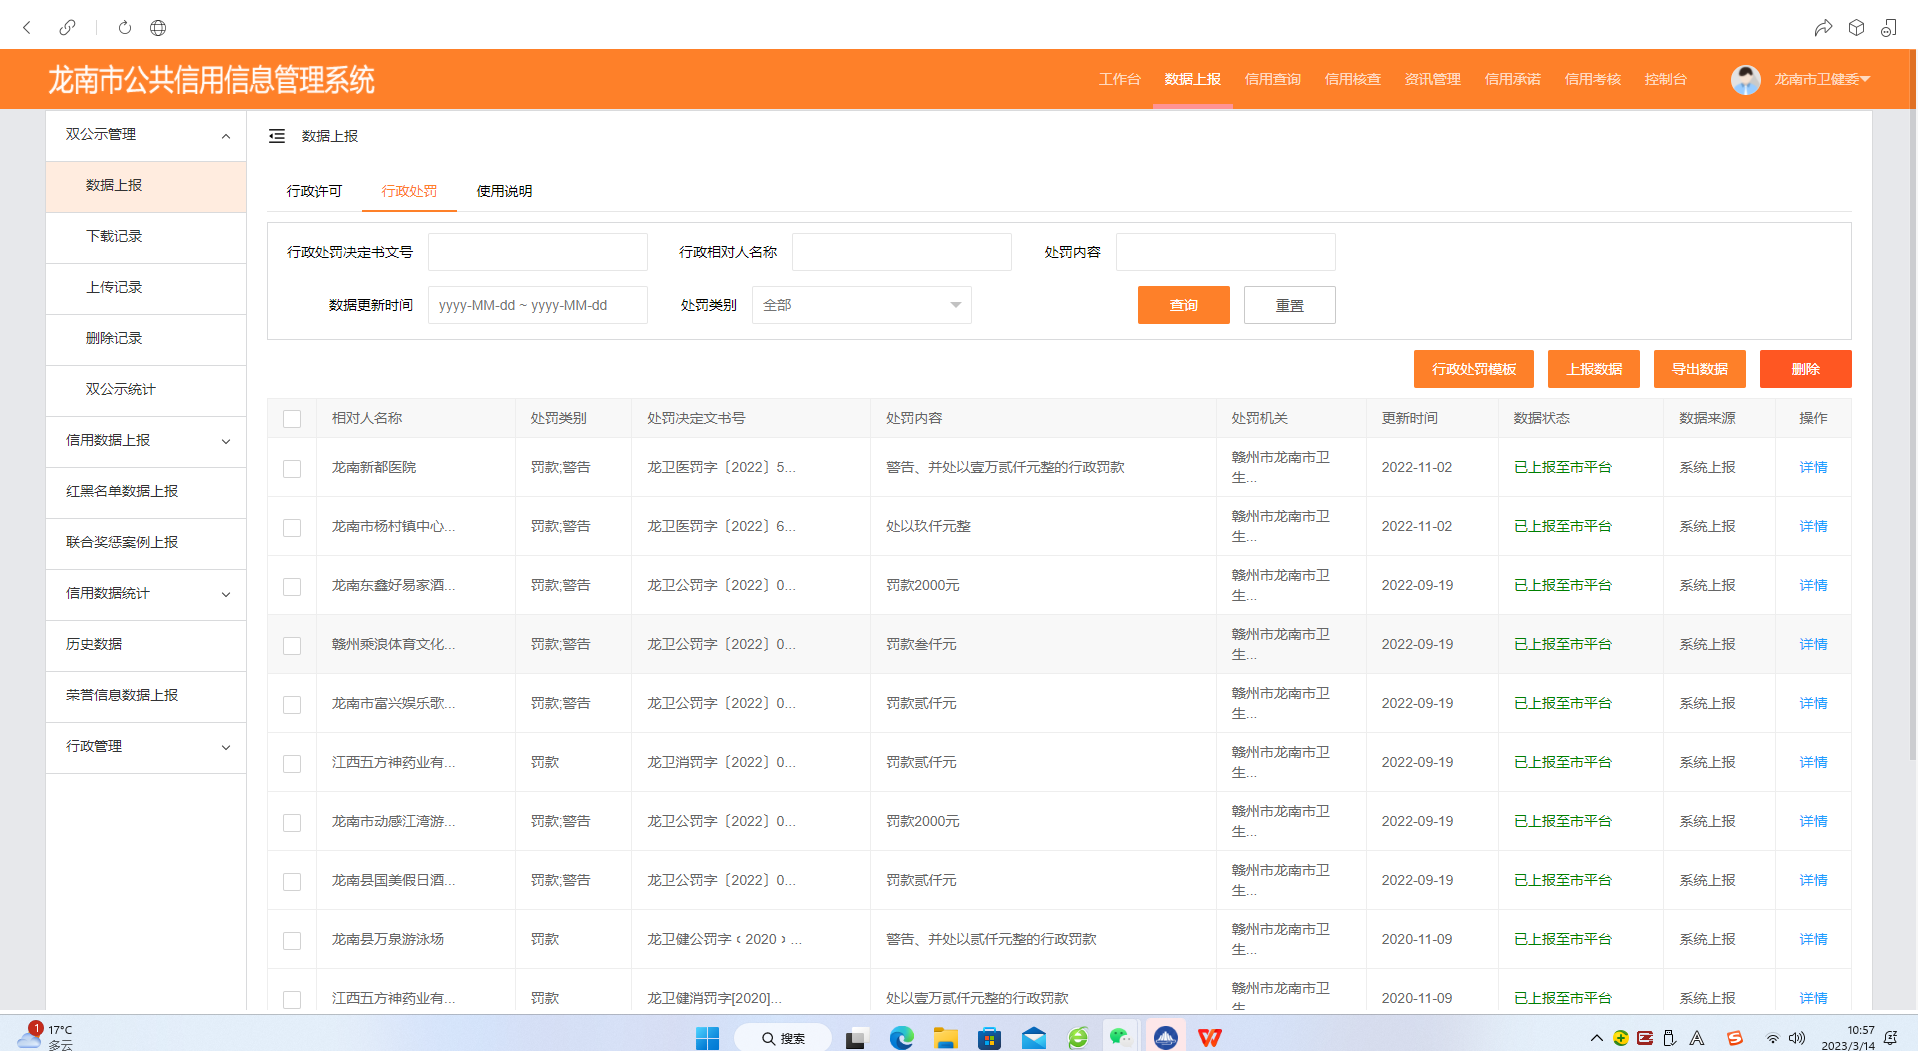 龙南市公共信用信息管理系统
工作台 数据上报 信用查询 信用核查 资讯管理 信用承诺 信用考核 控制台 龙南市卫健委
双公示管理
数据上报
下载记录
上传记录
删除记录
双公示统计
信用数据上报
红黑名单数据上报
联合奖惩案例上报
信用数据统计
历史数据
荣誉信息数据上报
行政管理
数据上报
行政许可 行政处罚 使用说明
行政处罚决定书文号 行政相对人名称 处罚内容
数据更新时间 yyyy-MM-dd ~ yyyy-MM-dd 处罚类别 全部 查询 重置
行政处罚模板 上报数据 导出数据 删除
相对人名称 处罚类别 处罚决定文书号 处罚内容 处罚机关 更新时间 数据状态 数据来源 操作
龙南新都医院 罚款;警告 龙卫医罚字〔2022〕5... 警告、并处以壹万贰仟元整的行政罚款 赣州市龙南市卫生... 2022-11-02 已上报至市平台 系统上报 详情
龙南市杨村镇中心... 罚款;警告 龙卫医罚字〔2022〕6... 处以玖仟元整 赣州市龙南市卫生... 2022-11-02 已上报至市平台 系统上报 详情
龙南东鑫好易家酒... 罚款;警告 龙卫公罚字〔2022〕0... 罚款2000元 赣州市龙南市卫生... 2022-09-19 已上报至市平台 系统上报 详情
赣州乘浪体育文化... 罚款;警告 龙卫公罚字〔2022〕0... 罚款叁仟元 赣州市龙南市卫生... 2022-09-19 已上报至市平台 系统上报 详情
龙南市富兴娱乐歌... 罚款;警告 龙卫公罚字〔2022〕0... 罚款贰仟元 赣州市龙南市卫生... 2022-09-19 已上报至市平台 系统上报 详情
江西五方神药业有... 罚款 龙卫消罚字〔2022〕0... 罚款贰仟元 赣州市龙南市卫生... 2022-09-19 已上报至市平台 系统上报 详情
龙南市动感江湾游... 罚款;警告 龙卫公罚字〔2022〕0... 罚款2000元 赣州市龙南市卫生... 2022-09-19 已上报至市平台 系统上报 详情
龙南县国美假日酒... 罚款;警告 龙卫公罚字〔2022〕0... 罚款贰仟元 赣州市龙南市卫生... 2022-09-19 已上报至市平台 系统上报 详情
龙南县万泉游泳场 罚款 龙卫健公罚字﹝2020﹞... 警告、并处以贰仟元整的行政罚款 赣州市龙南市卫生... 2020-11-09 已上报至市平台 系统上报 详情
江西五方神药业有... 罚款 龙卫健消罚字[2020]... 处以壹万贰仟元整的行政罚款 赣州市龙南市卫 2020-11-09 已上报至市平台 系统上报 详情
1 17°C
多云
搜索
10:57
2023/3/14